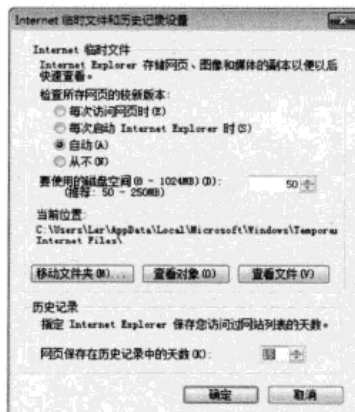 Internet 临时文件和历史记录设置
Internet 临时文件
Internet Explorer 存储网页、图像和媒体的副本以便以后
快速查看。
检查所存网页的较新版本:
每次访问网页时(E)
每次启动 Internet Explorer 时(S)
自动(A)
从不(N)
要使用的磁盘空间(8 - 1024MB)(D): 50
(推荐: 50 - 250MB)
当前位置:
C:\Users\Lar\AppData\Local\Microsoft\Windows\Temporar
Internet Files\
移动文件夹(M)... 查看对象(O) 查看文件(V)
历史记录
指定 Internet Explorer 保存您访问过网站列表的天数。
网页保存在历史记录中的天数(K):
确定 取消